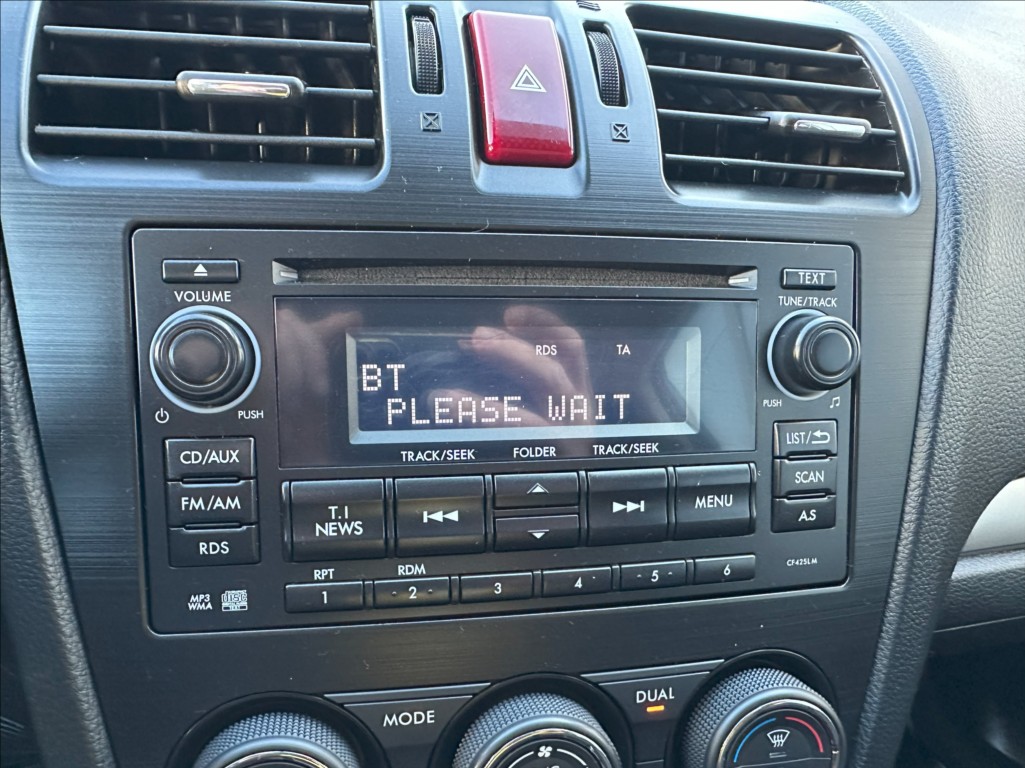 TEXT
VOLUME
TUNE/TRACK
RDS TA
BT
PLEASE WAIT
PUSH
PUSH
TRACK/SEEK FOLDER TRACK/SEEK
CD/AUX
FM/AM
RDS
T.I
NEWS
MENU
LIST/
SCAN
A.S
CF425LM
RPT RDM
1 2 3 4 5 6
MP3
WMA
MODE
DUAL